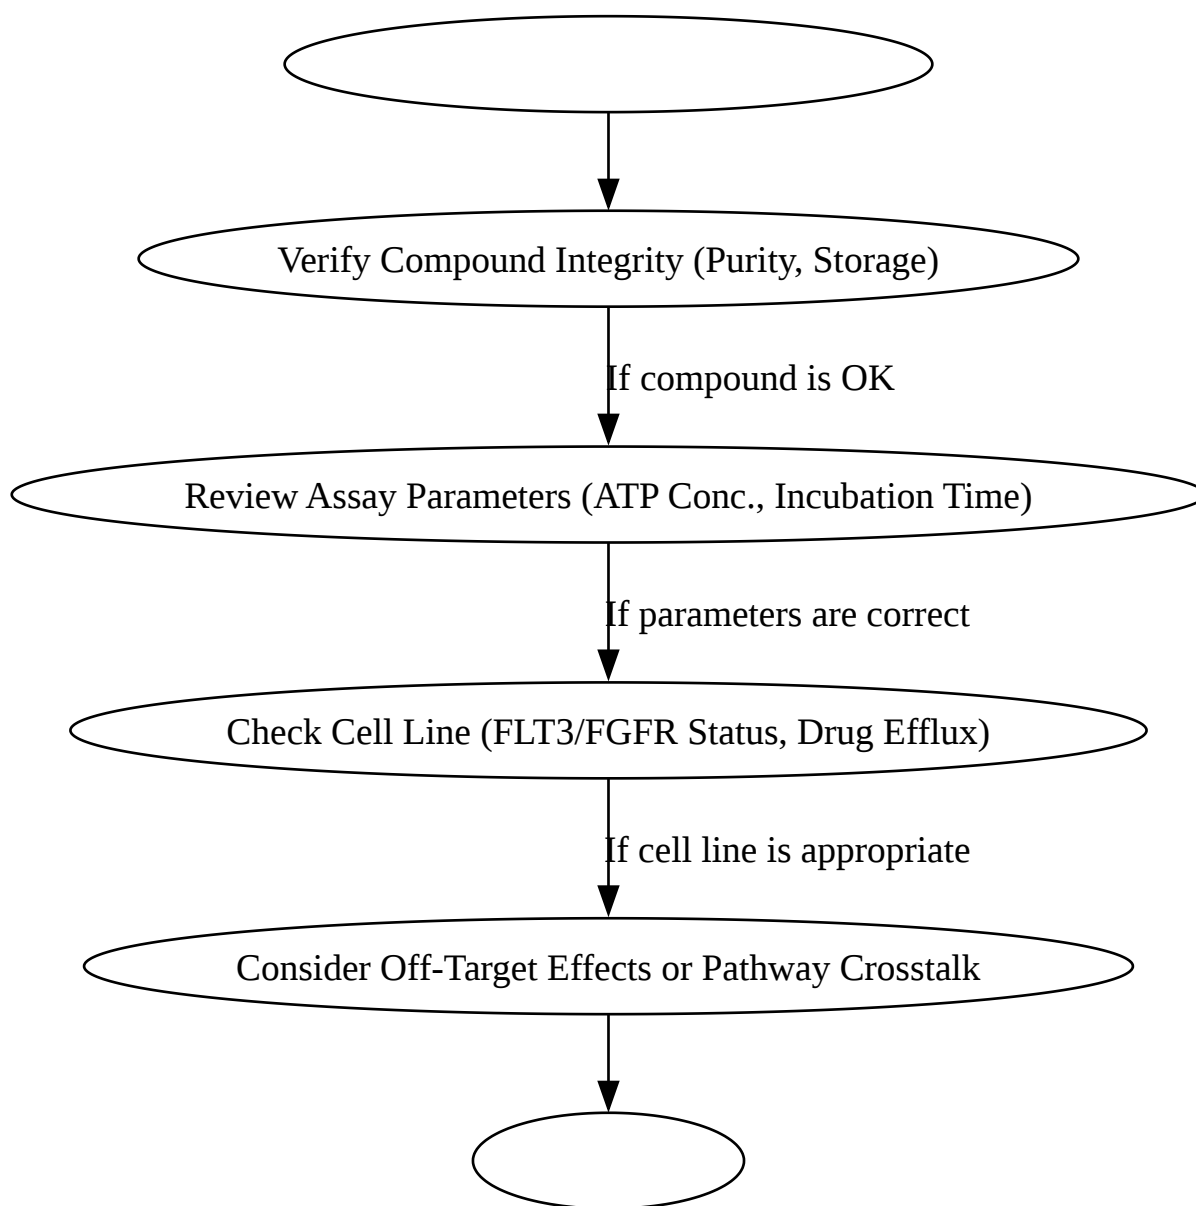 Verify Compound Integrity (Purity, Storage)
If compound is OK
Review Assay Parameters (ATP Conc., Incubation Time)
If parameters are correct
Check Cell Line (FLT3/FGFR Status, Drug Efflux)
If cell line is appropriate
Consider Off-Target Effects or Pathway Crosstalk